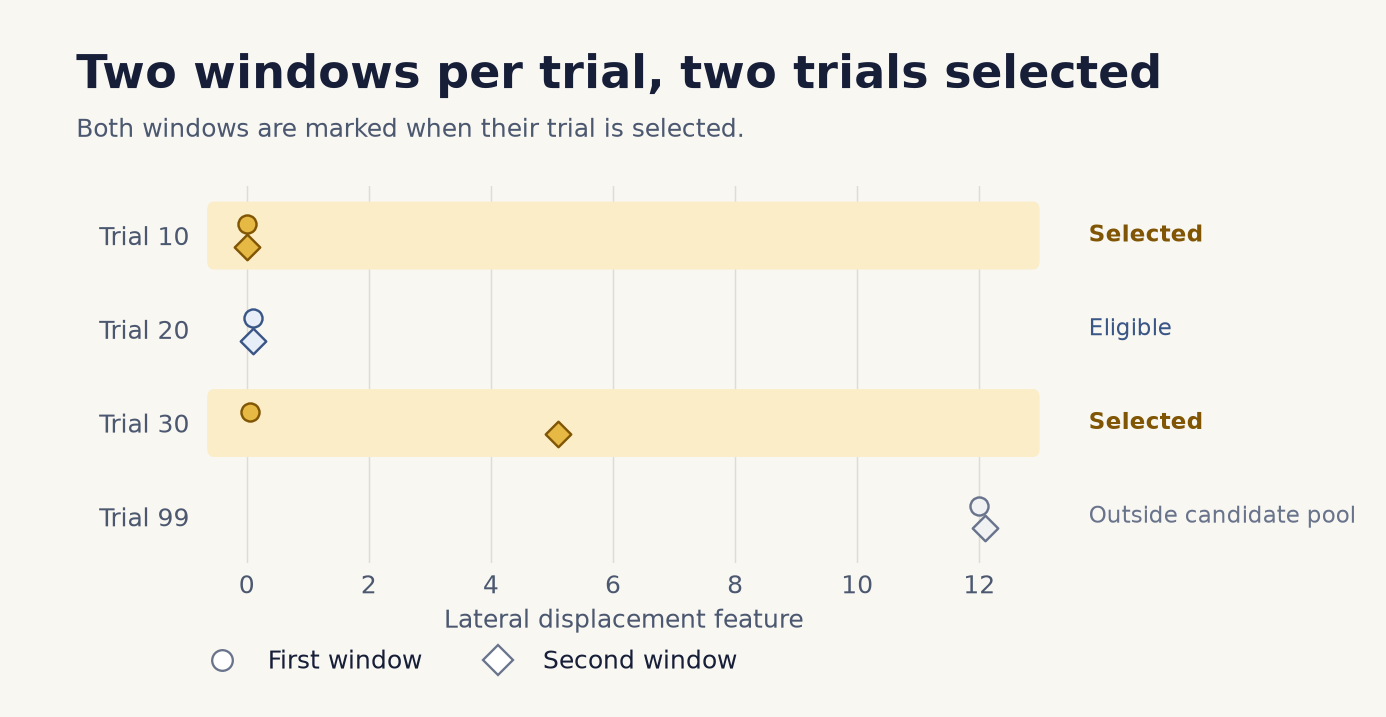 Two windows per trial, two trials selected
Both windows are marked when their trial is selected.
Trial 10
Selected
Trial 20
Eligible
Trial 30
Selected
Trial 99
Outside candidate pool
0 2 4 6 8 10 12
Lateral displacement feature
First window Second window